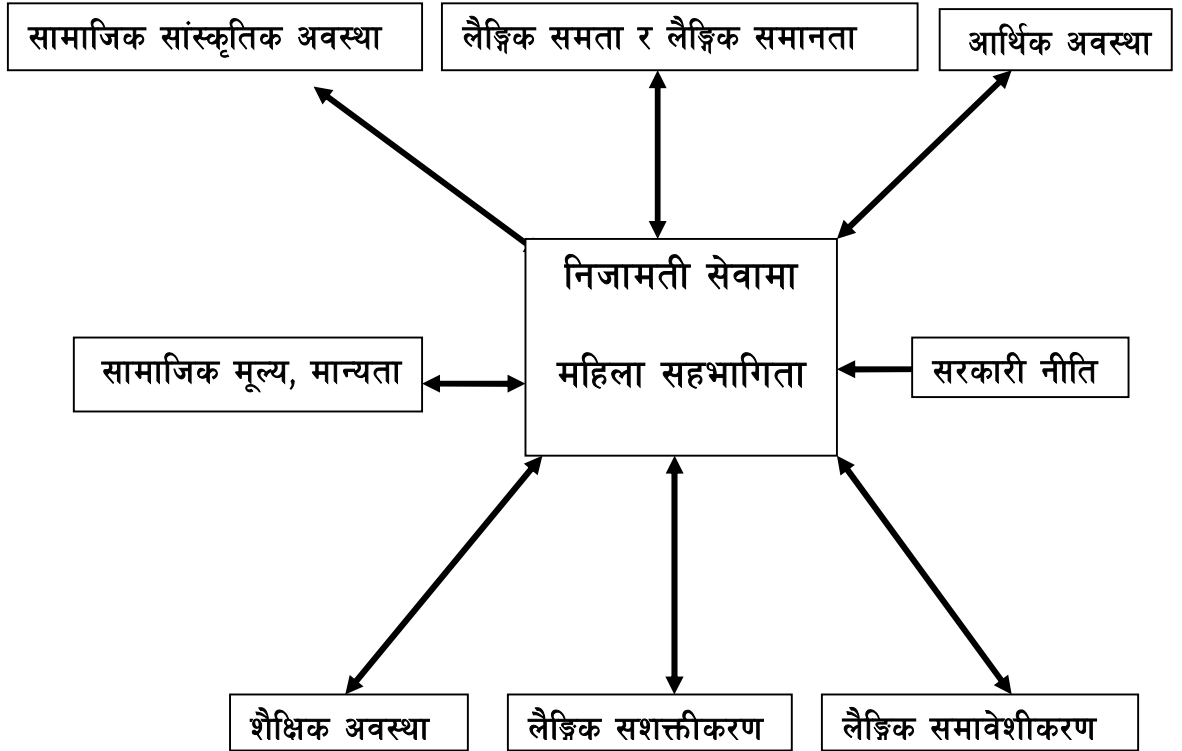 सामाजिक सांस्कृतिक अवस्था
लैङ्गिक समता र लैङ्गिक समानता
आर्थिक अवस्था
निजामती सेवामा
महिला सहभागिता
सामाजिक मूल्य, मान्यता
सरकारी नीति
शैक्षिक अवस्था
लैङ्गिक सशक्तीकरण
लैङ्गिक समावेशीकरण